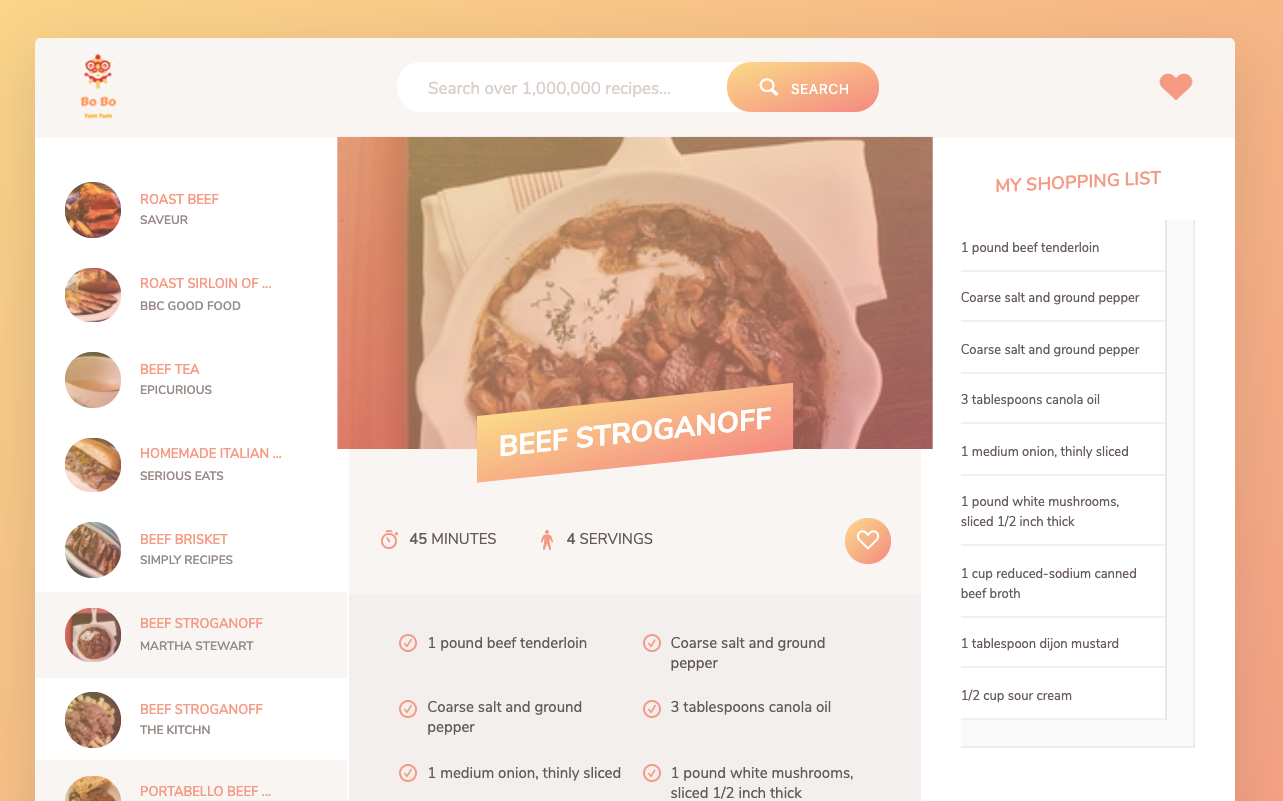 Bo Bo
Yum Yum
Search over 1,000,000 recipes...
SEARCH
ROAST BEEF
SAVEUR
ROAST SIRLOIN OF ...
BBC GOOD FOOD
BEEF TEA
EPICURIOUS
HOMEMADE ITALIAN ...
SERIOUS EATS
BEEF BRISKET
SIMPLY RECIPES
BEEF STROGANOFF
MARTHA STEWART
BEEF STROGANOFF
THE KITCHN
PORTABELLO BEEF ...
BEEF STROGANOFF
45 MINUTES
4 SERVINGS
1 pound beef tenderloin
Coarse salt and ground
pepper
Coarse salt and ground
pepper
3 tablespoons canola oil
1 medium onion, thinly sliced
1 pound white mushrooms,
sliced 1/2 inch thick
MY SHOPPING LIST
1 pound beef tenderloin
Coarse salt and ground pepper
Coarse salt and ground pepper
3 tablespoons canola oil
1 medium onion, thinly sliced
1 pound white mushrooms,
sliced 1/2 inch thick
1 cup reduced-sodium canned
beef broth
1 tablespoon dijon mustard
1/2 cup sour cream